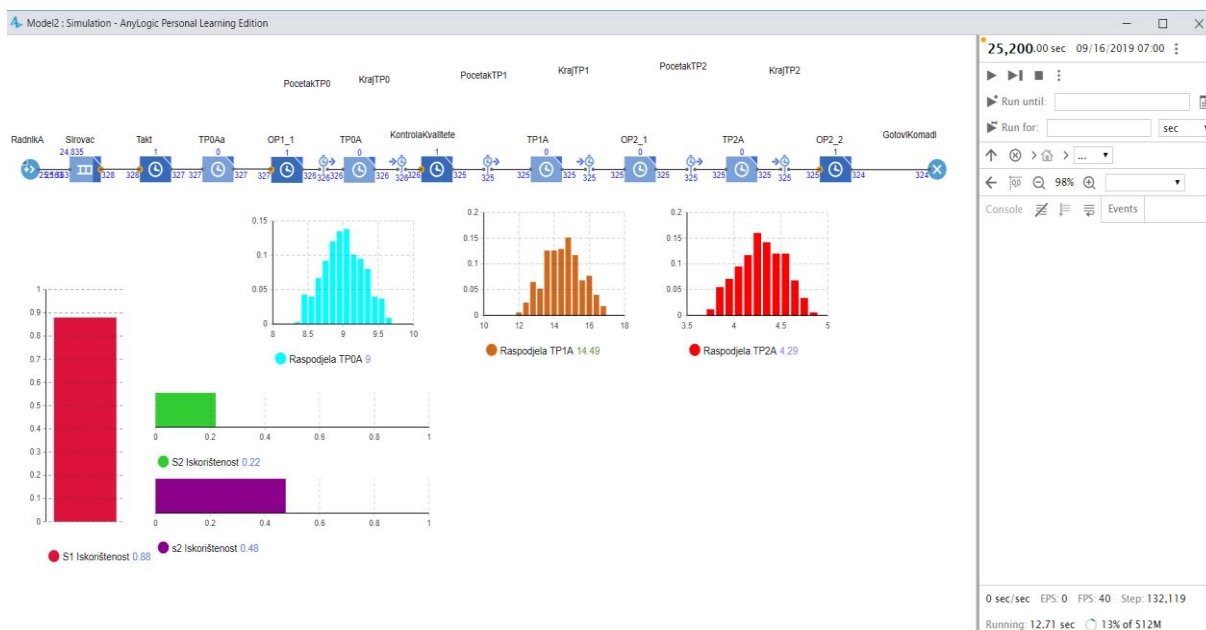 Model2 : Simulation - AnyLogic Personal Learning Edition
25,200.00 sec 09/16/2019 07:00
Run until:
Run for: sec
...
98%
Console Events
PocetakTP0 KrajTP0 PocetakTP1 KrajTP1 PocetakTP2 KrajTP2
RadnikA Sirovac Takt TP0Aa OP1_1 TP0A KontrolaKvalitete TP1A OP2_1 TP2A OP2_2 GotoviKomadi
24,835 1 0 1 0 1 0 0 0 1
328 328 327 327 327 327 326 326 326 326 326 325 325 325 325 325 325 325 325 325 325 324 324
0.15
0.1
0.05
0
8 8.5 9 9.5 10
Raspodjela TP0A 9
0.2
0.15
0.1
0.05
0
10 12 14 16 18
Raspodjela TP1A 14.49
0.2
0.15
0.1
0.05
0
3.5 4 4.5 5
Raspodjela TP2A 4.29
1
0.9
0.8
0.7
0.6
0.5
0.4
0.3
0.2
0.1
0
S1 Iskorištenost 0.88
0 0.2 0.4 0.6 0.8 1
S2 Iskorištenost 0.22
0 0.2 0.4 0.6 0.8 1
s2 Iskorištenost 0.48
0 sec/sec EPS: 0 FPS: 40 Step: 132,119
Running: 12.71 sec 13% of 512M